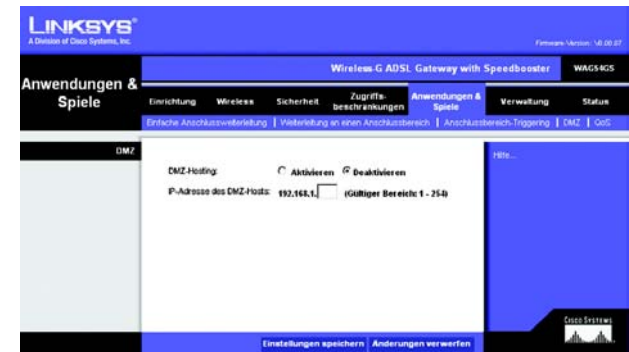 LINKSYS®
A Division of Cisco Systems, Inc.
Firmware-Version: V1.00.07
Wireless-G ADSL Gateway with Speedbooster WAG54GS
Anwendungen & Spiele
Einrichtung Wireless Sicherheit Zugriffs-beschränkungen Anwendungen & Spiele Verwaltung Status
Einfache Anschlussweiterleitung | Weiterleitung an einen Anschlussbereich | Anschlussbereich-Triggering | DMZ | QoS
DMZ
DMZ-Hosting: Aktivieren Deaktivieren
IP-Adresse des DMZ-Hosts: 192.168.1. (Gültiger Bereich: 1 - 254)
Hilfe...
Einstellungen speichern Änderungen verwerfen
CISCO SYSTEMS